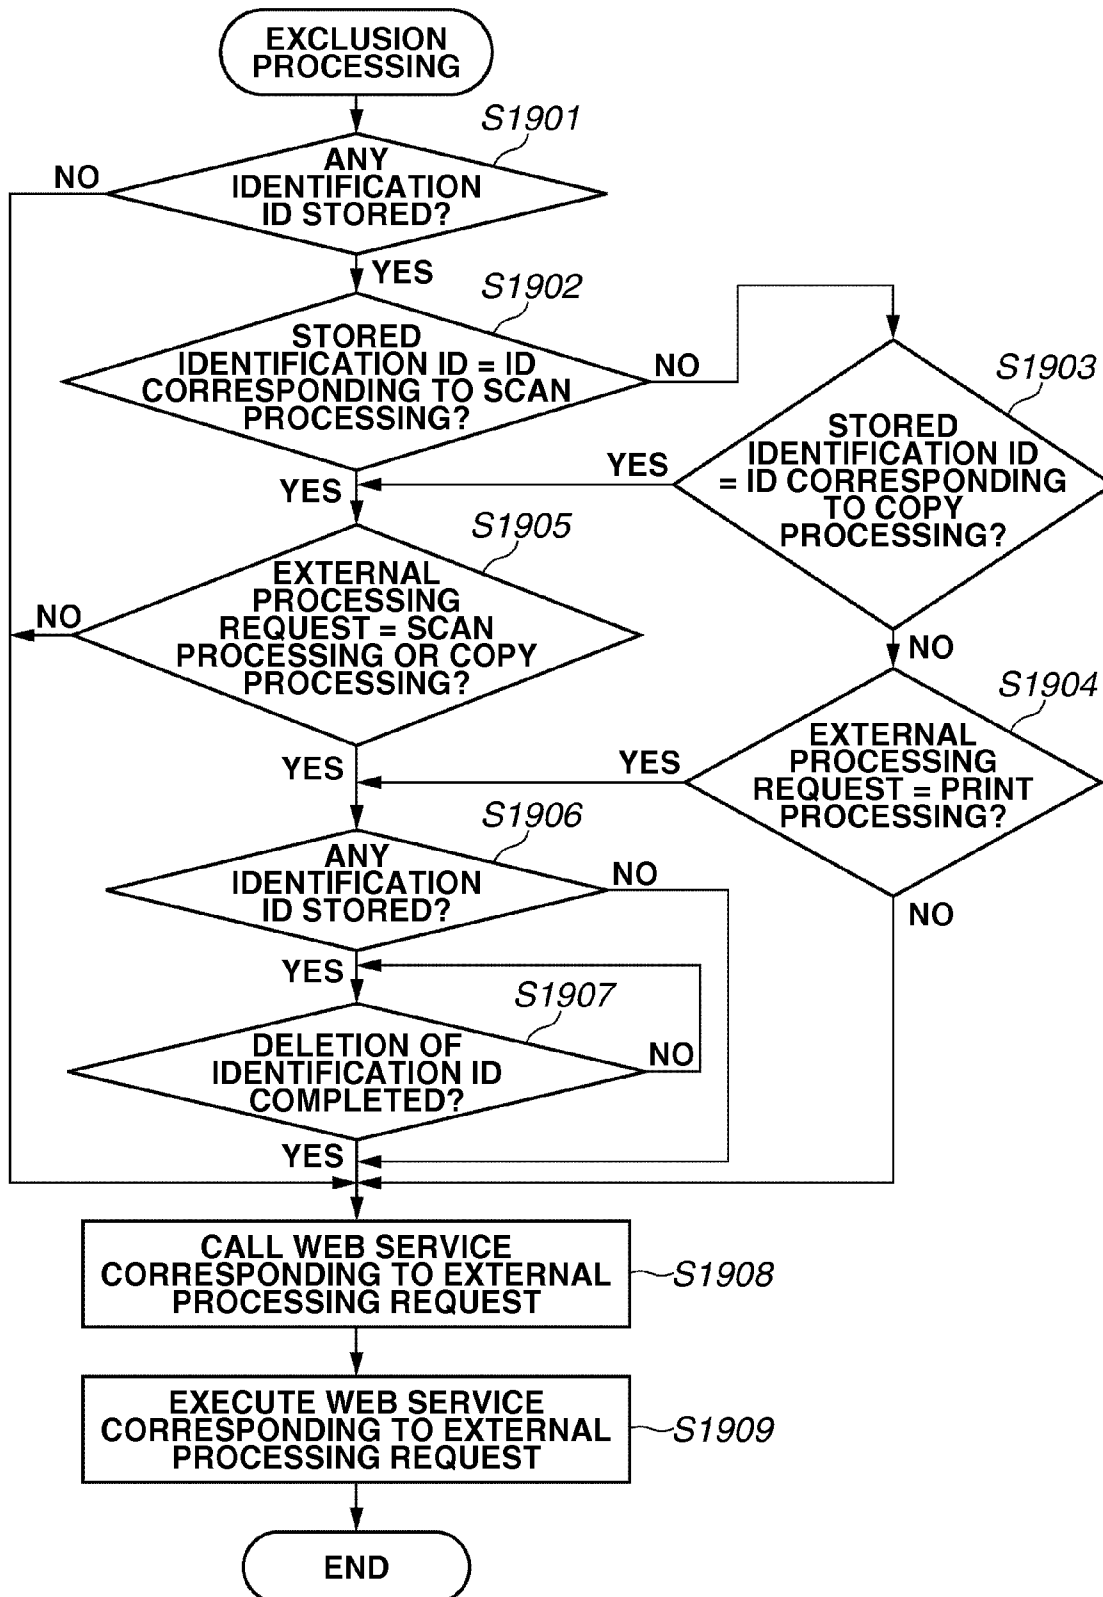 EXCLUSION
PROCESSING
S1901
ANY
IDENTIFICATION
ID STORED?
NO
YES
S1902
STORED
IDENTIFICATION ID = ID
CORRESPONDING TO SCAN
PROCESSING?
NO
YES
S1903
STORED
IDENTIFICATION ID
= ID CORRESPONDING
TO COPY
PROCESSING?
YES
NO
S1905
EXTERNAL
PROCESSING
REQUEST = SCAN
PROCESSING OR COPY
PROCESSING?
NO
YES
S1904
EXTERNAL
PROCESSING
REQUEST = PRINT
PROCESSING?
YES
NO
S1906
ANY
IDENTIFICATION
ID STORED?
NO
YES
S1907
DELETION OF
IDENTIFICATION ID
COMPLETED?
NO
YES
CALL WEB SERVICE
CORRESPONDING TO EXTERNAL
PROCESSING REQUEST
S1908
EXECUTE WEB SERVICE
CORRESPONDING TO EXTERNAL
PROCESSING REQUEST
S1909
END